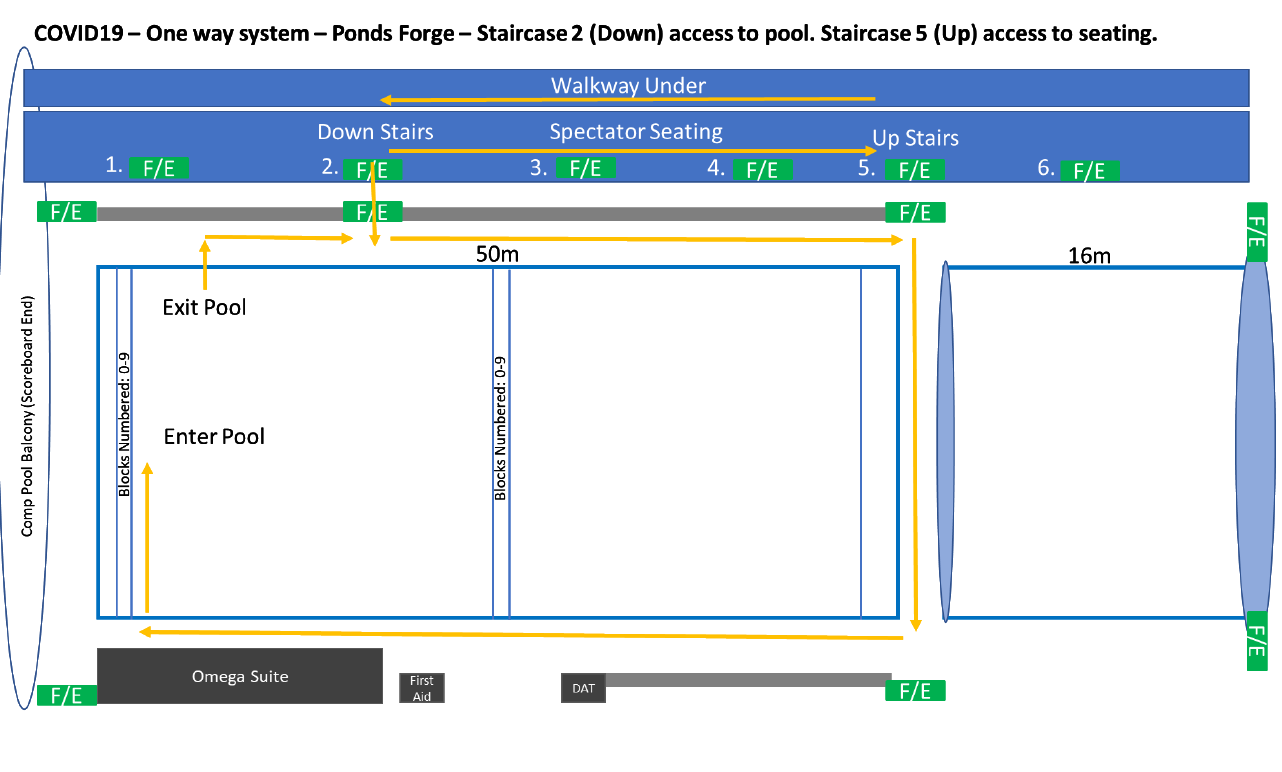 COVID19 – One way system – Ponds Forge – Staircase 2 (Down) access to pool. Staircase 5 (Up) access to seating.
Walkway Under
Down Stairs
Spectator Seating
Up Stairs
1. F/E
2. F/E
3. F/E
4. F/E
5. F/E
6. F/E
F/E
F/E
F/E
F/E
50m
16m
Exit Pool
Enter Pool
Blocks Numbered: 0-9
Blocks Numbered: 0-9
Comp Pool Balcony (Scoreboard End)
Omega Suite
First
Aid
DAT
F/E
F/E
F/E